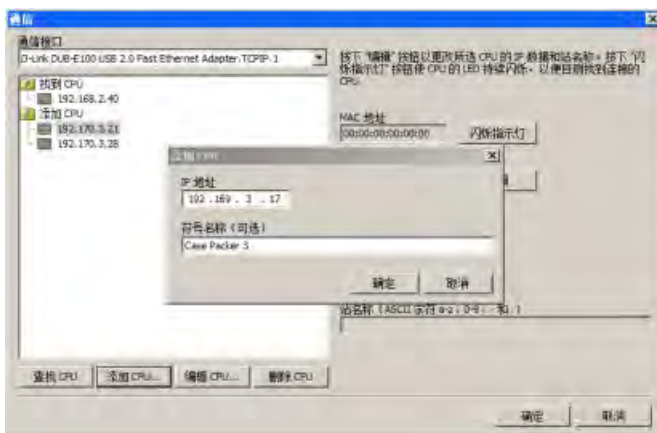 通信
通信接口
D-Link DUB-E100 USB 2.0 Fast Ethernet Adapter.TCPIP.1
按下 "编辑" 按钮以更改所选 CPU 的 IP 数据和站名称。按下 "闪
烁指示灯" 按钮使 CPU 的 LED 持续闪烁，以便目测找到连接的
CPU。
找到 CPU
192.168.2.40
添加 CPU
192.170.3.21
192.170.3.28
MAC 地址
00:00:00:00:00:00
闪烁指示灯
添加 CPU
IP 地址
192 . 169 . 3 . 17
符号名称（可选）
Case Packer 3
确定
取消
站名称（ASCII 字符 a-z，0-9，- 和 .）
查找 CPU
添加 CPU...
编辑 CPU...
删除 CPU
确定
取消